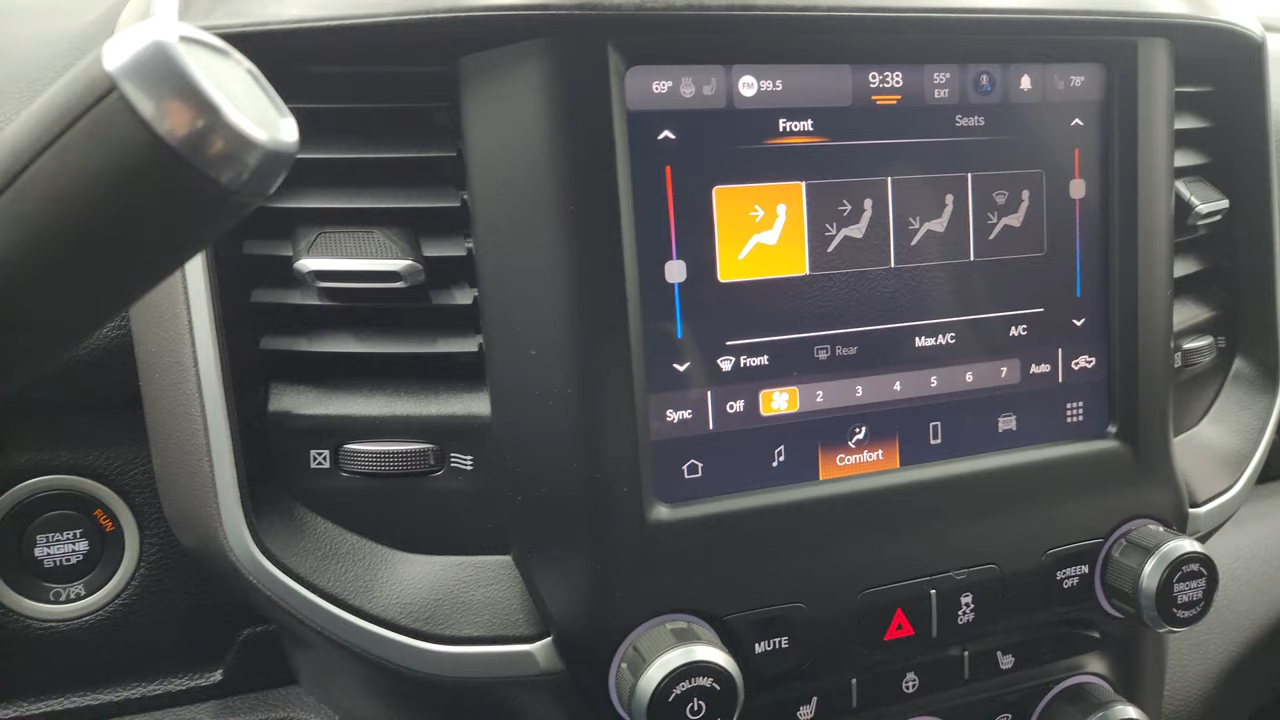 69°
FM 99.5
9:38
55°
EXT
78°
Front
Seats
Front
Rear
Max A/C
A/C
Sync
Off
2 3 4 5 6 7
Auto
Comfort
RUN
START
ENGINE
STOP
MUTE
VOLUME
OFF
SCREEN
OFF
TUNE
BROWSE
ENTER
SCROLL